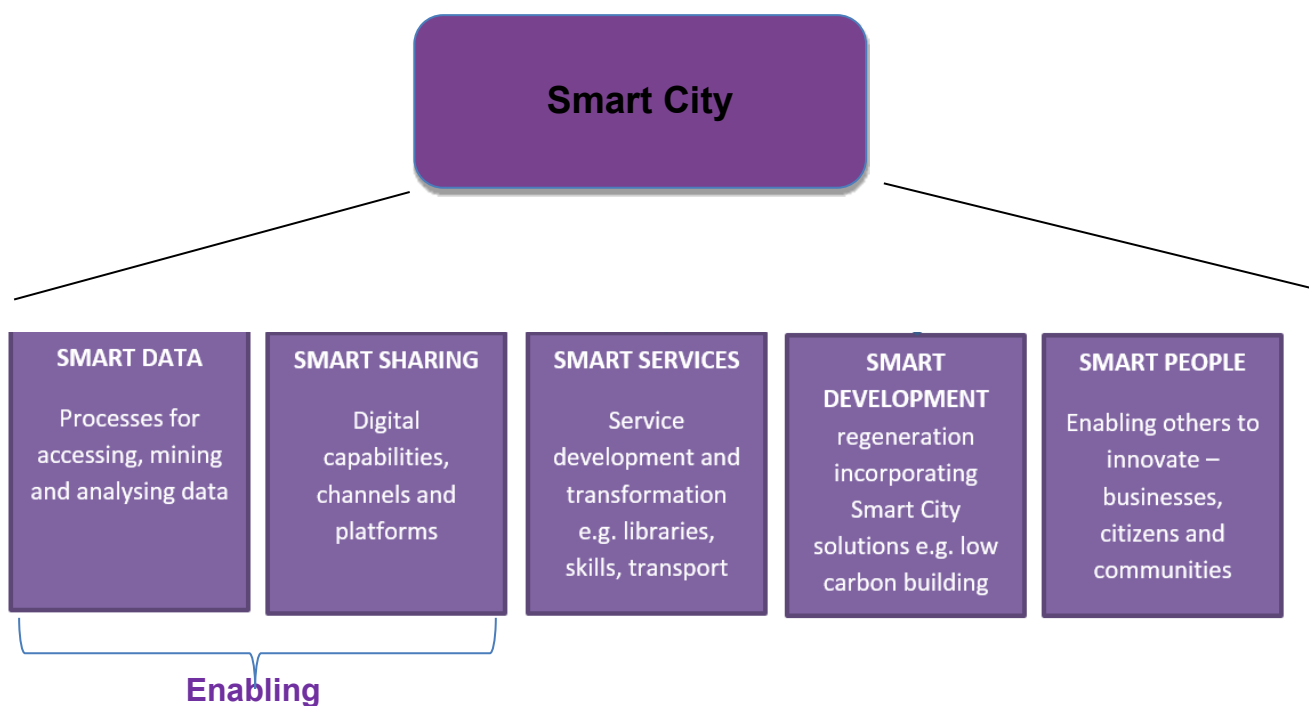 Smart City
SMART DATA
Processes for
accessing, mining
and analysing data
SMART SHARING
Digital
capabilities,
channels and
platforms
SMART SERVICES
Service
development and
transformation
e.g. libraries,
skills, transport
SMART
DEVELOPMENT
regeneration
incorporating
Smart City
solutions e.g. low
carbon building
SMART PEOPLE
Enabling others to
innovate –
businesses,
citizens and
communities
Enabling